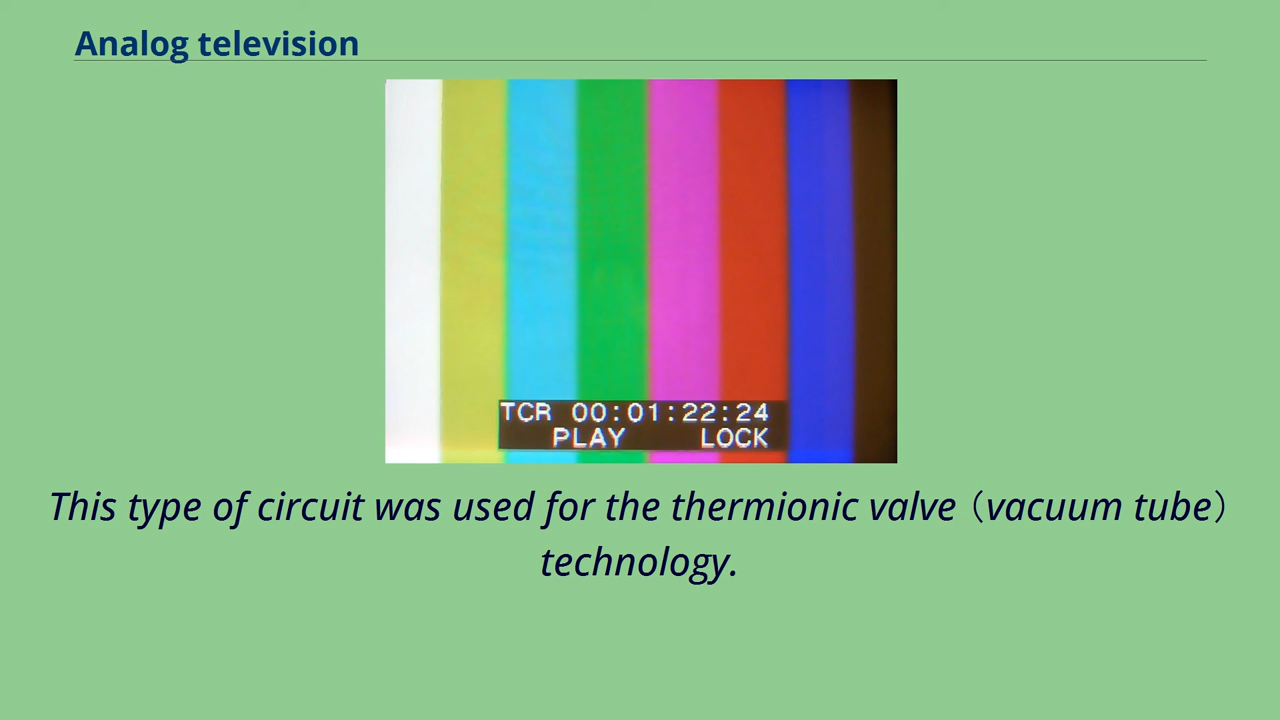 Analog television
TCR 00:01:22:24
PLAY LOCK
This type of circuit was used for the thermionic valve（vacuum tube）
technology.